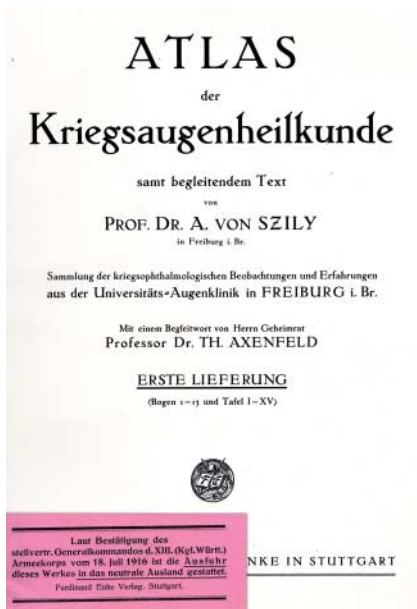 ATLAS
der
Kriegsaugenheilkunde
samt begleitendem Text
von
PROF. DR. A. VON SZILY
in Freiburg i. Br.
Sammlung der kriegsophthalmologischen Beobachtungen und Erfahrungen
aus der Universitäts-Augenklinik in FREIBURG i. Br.
Mit einem Begleitwort von Herrn Geheimrat
Professor Dr. TH. AXENFELD
ERSTE LIEFERUNG
(Bogen 1–13 und Tafel I–XV)
Laut Bestätigung des
stellvertr. Generalkommandos d. XIII. (Kgl. Württ.)
Armeekorps vom 18. Juli 1916 ist die Ausfuhr
dieses Werkes in das neutrale Ausland gestattet.
Ferdinand Enke Verlag, Stuttgart.
NKE IN STUTTGART